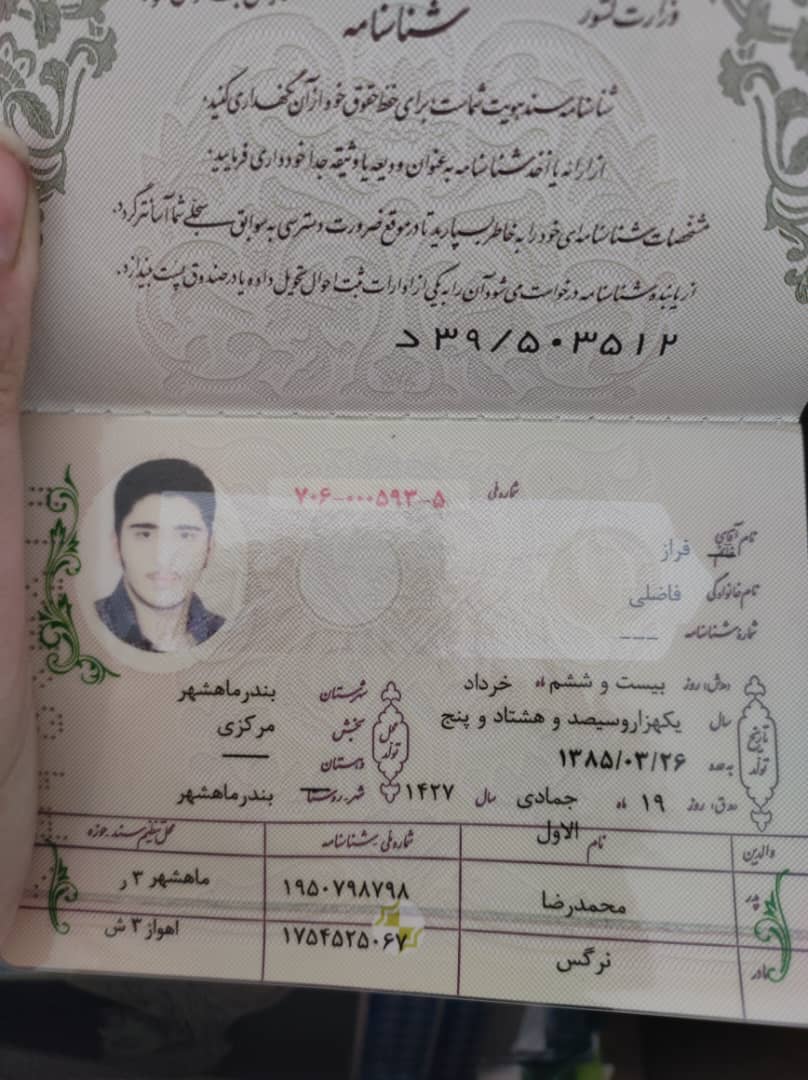 شناسنامه
وزارت کشور
شناسنامه سند هویت شماست برای حفظ حقوق خود از آن نگهداری کنید؛
از ارائه یا اخذ شناسنامه به عنوان ودیعه یا وثیقه جداً خودداری فرمایید؛
مشخصات شناسنامه‌ای خود را به خاطر بسپارید تا در موقع ضرورت دسترسی به سوابق سجلی شما آسانتر گردد.
از یابنده شناسنامه درخواست می شود آن را به یکی از ادارات ثبت احوال تحویل داده یا در صندوق پست بیندازد.
د۳۹/۵۰۳۵۱۲
شماره ملی ۷۰۶-۰۰۰۵۹۳-۵
نام آقای خانم فراز
نام خانوادگی فاضلی
شماره شناسنامه ---
تاریخ تولد
ه‍.ش: روز بیست و ششم ماه خرداد
سال یکهزاروسیصد و هشتاد و پنج
به عدد ۱۳۸۵/۰۳/۲۶
ه‍.ق: روز ۱۹ ماه جمادی الاول سال ۱۴۲۷
محل تولد
شهرستان بندرماهشهر
بخش مرکزی
دهستان —
شهر-روستا بندرماهشهر
والدین نام شماره ملی-شناسنامه محل تنظیم سند حوزه
پدر محمدرضا ۱۹۵۰۷۹۸۷۹۸ ماهشهر ۳ ر
مادر نرگس ۱۷۵۴۵۲۵۰۶۷ اهواز ۳ ش